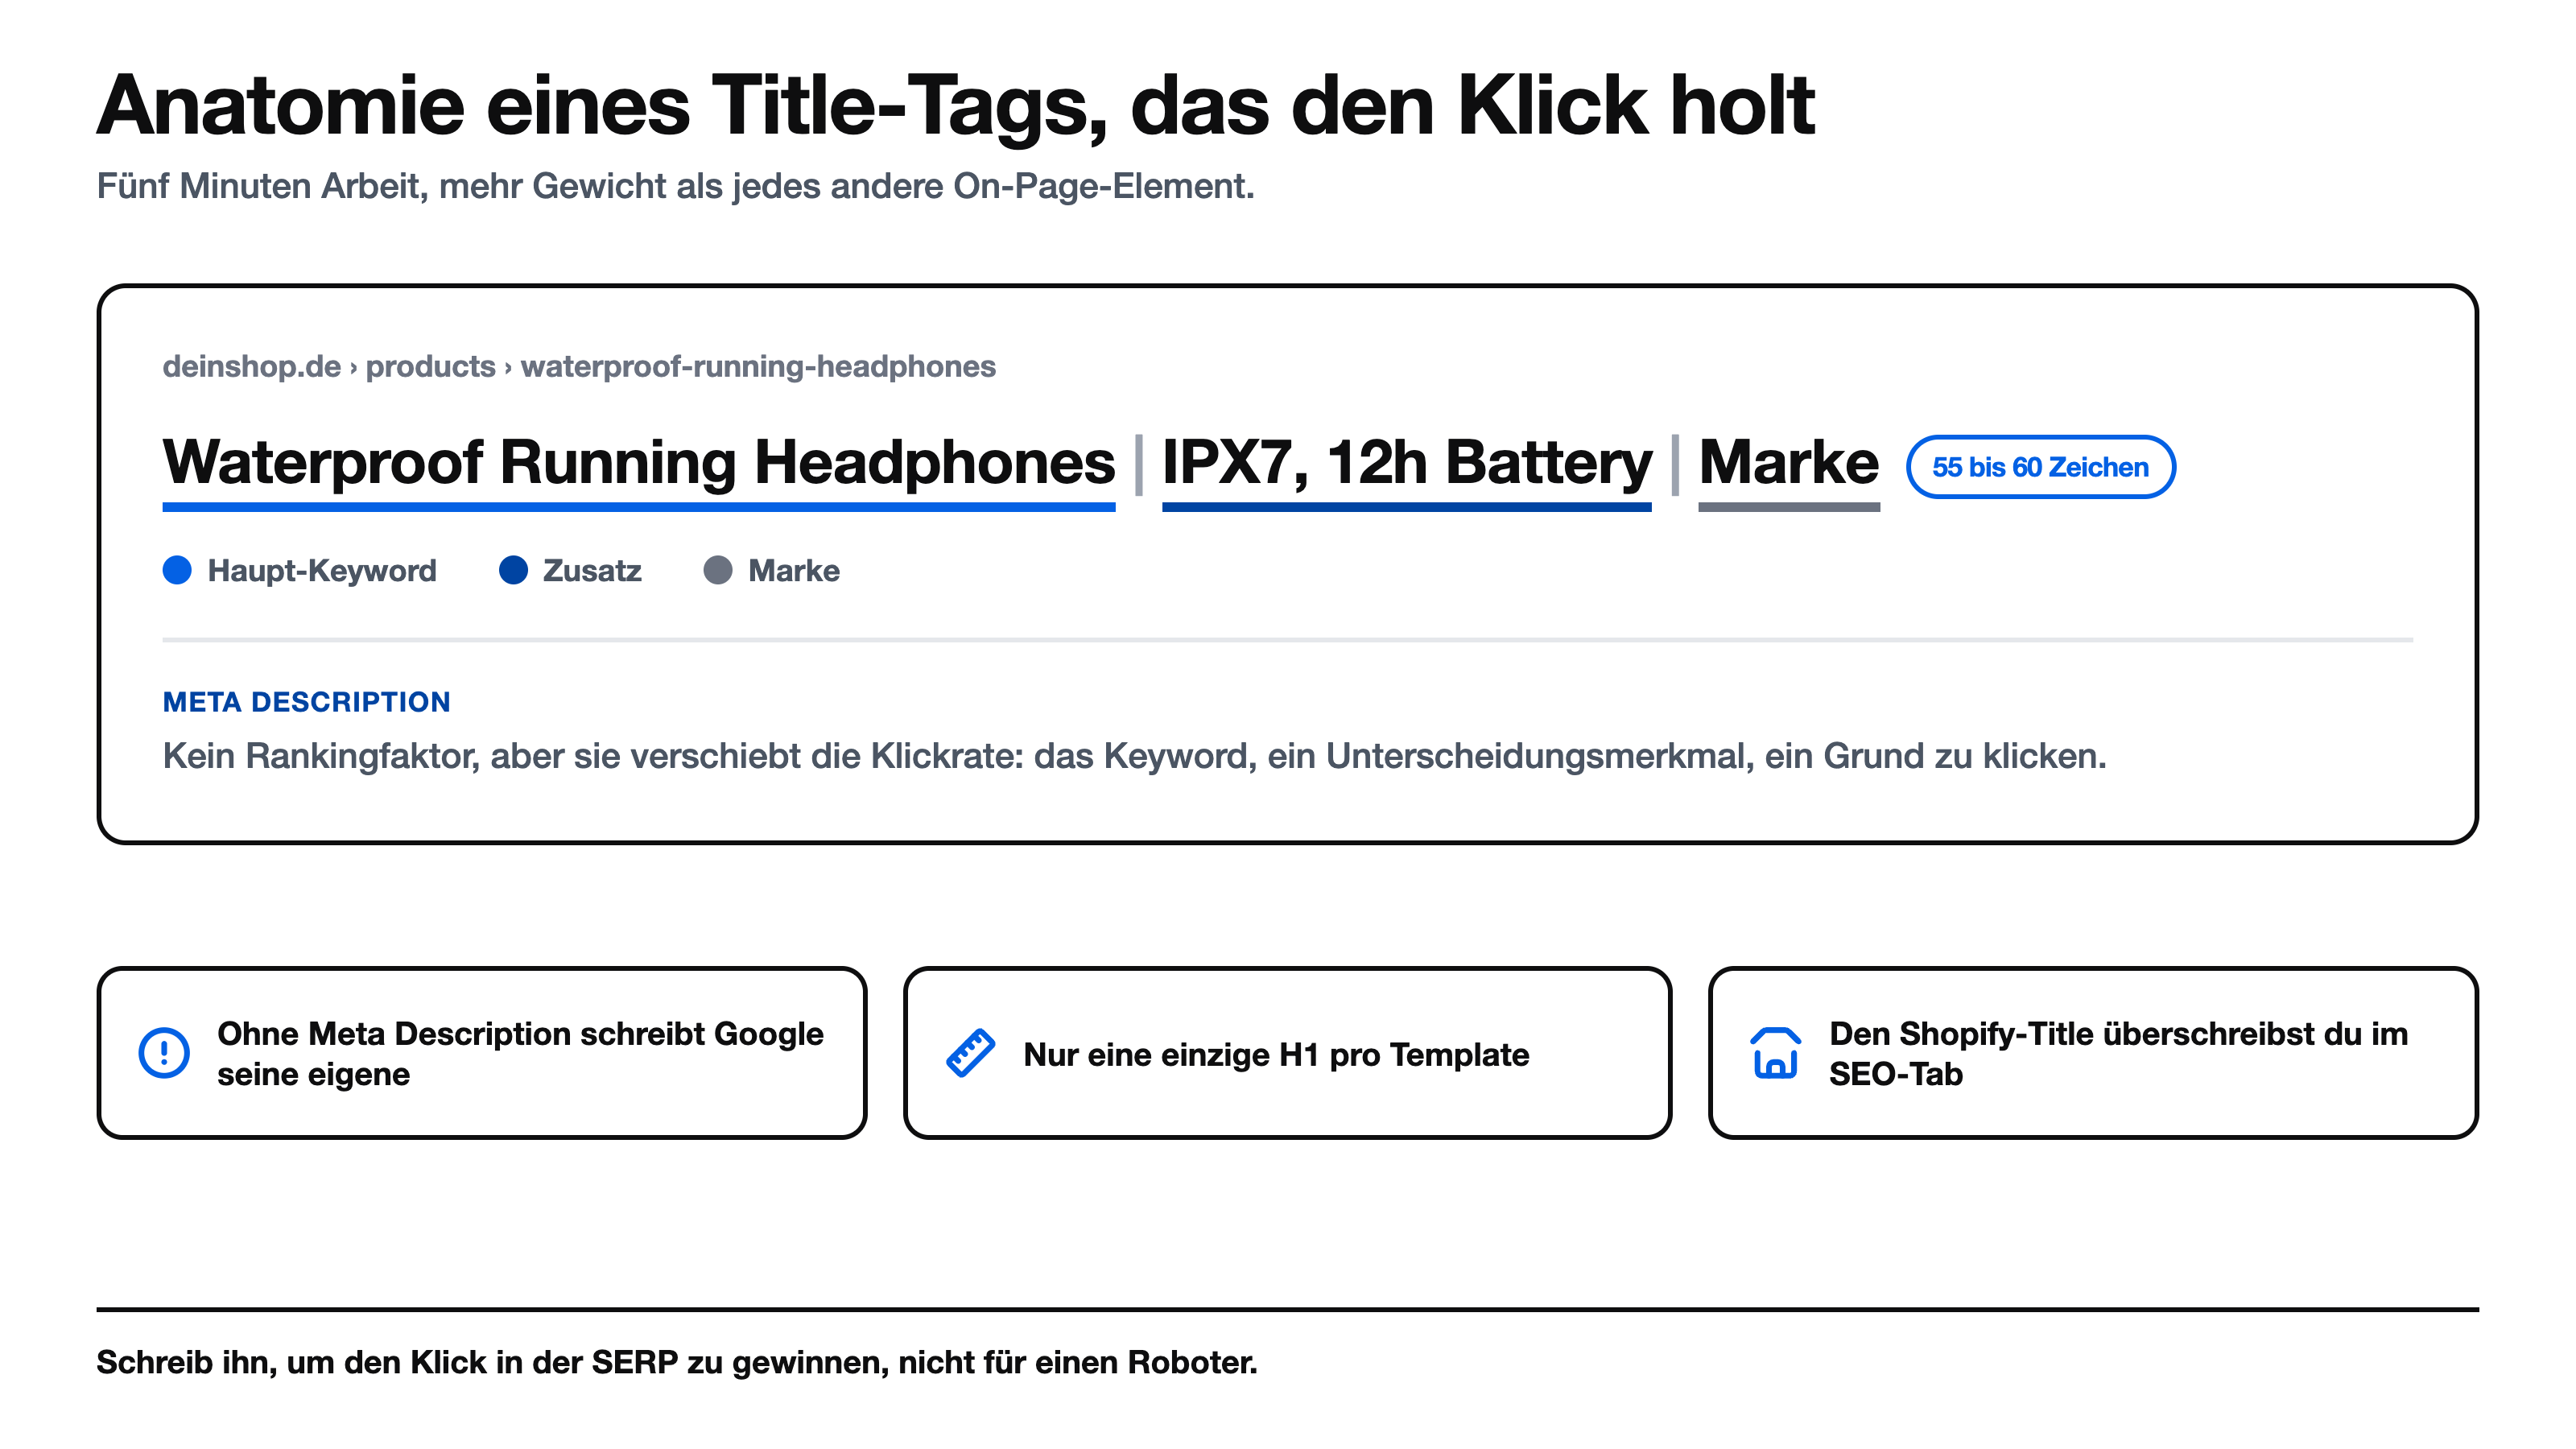 Anatomie eines Title-Tags, das den Klick holt
Fünf Minuten Arbeit, mehr Gewicht als jedes andere On-Page-Element.
deinshop.de › products › waterproof-running-headphones
Waterproof Running Headphones | IPX7, 12h Battery | Marke 55 bis 60 Zeichen
Haupt-Keyword Zusatz Marke
META DESCRIPTION
Kein Rankingfaktor, aber sie verschiebt die Klickrate: das Keyword, ein Unterscheidungsmerkmal, ein Grund zu klicken.
Ohne Meta Description schreibt Google
seine eigene
Nur eine einzige H1 pro Template
Den Shopify-Title überschreibst du im
SEO-Tab
Schreib ihn, um den Klick in der SERP zu gewinnen, nicht für einen Roboter.